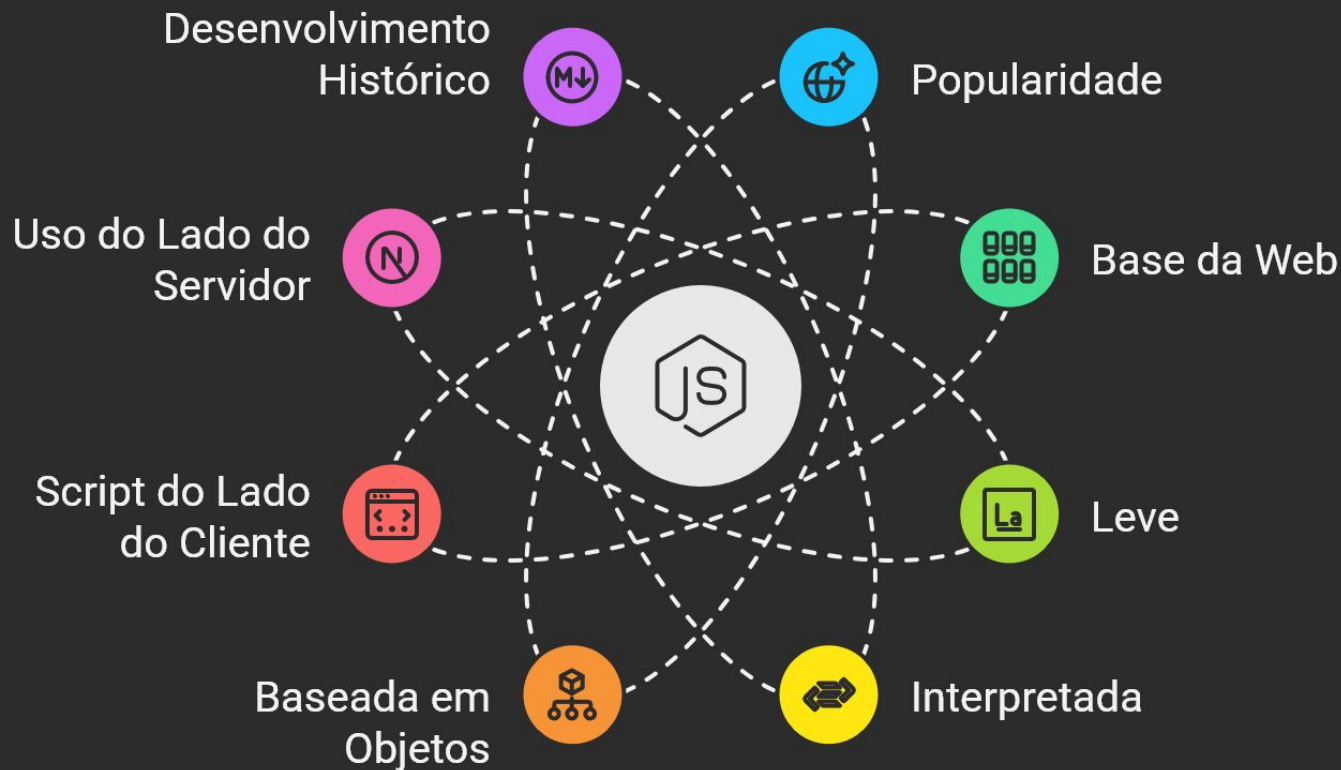 Desenvolvimento
Histórico
Popularidade
Uso do Lado do
Servidor
Base da Web
JS
Script do Lado
do Cliente
Leve
La
Baseada em
Objetos
Interpretada
M
N